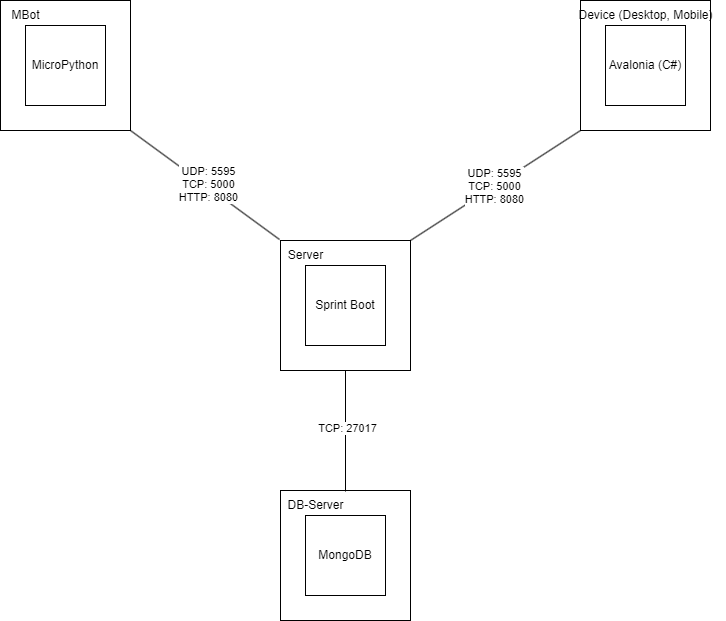 MBot
MicroPython
Device (Desktop, Mobile)
Avalonia (C#)
UDP: 5595
TCP: 5000
HTTP: 8080
UDP: 5595
TCP: 5000
HTTP: 8080
Server
Sprint Boot
TCP: 27017
DB-Server
MongoDB